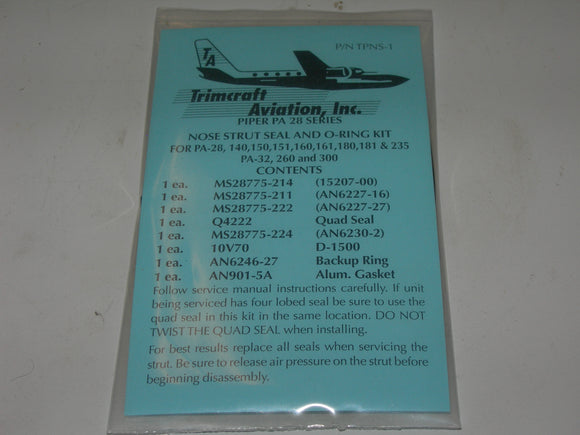 P/N TPNS-1
TA
Trimcraft
Aviation, Inc.
PIPER PA 28 SERIES
NOSE STRUT SEAL AND O-RING KIT
FOR PA-28, 140,150,151,160,161,180,181 & 235
PA-32, 260 and 300
CONTENTS
1 ea. MS28775-214 (15207-00)
1 ea. MS28775-211 (AN6227-16)
1 ea. MS28775-222 (AN6227-27)
1 ea. Q4222 Quad Seal
1 ea. MS28775-224 (AN6230-2)
1 ea. 10V70 D-1500
1 ea. AN6246-27 Backup Ring
1 ea. AN901-5A Alum. Gasket
Follow service manual instructions carefully. If unit
being serviced has four lobed seal be sure to use the
quad seal in this kit in the same location. DO NOT
TWIST THE QUAD SEAL when installing.
For best results replace all seals when servicing the
strut. Be sure to release air pressure on the strut before
beginning disassembly.